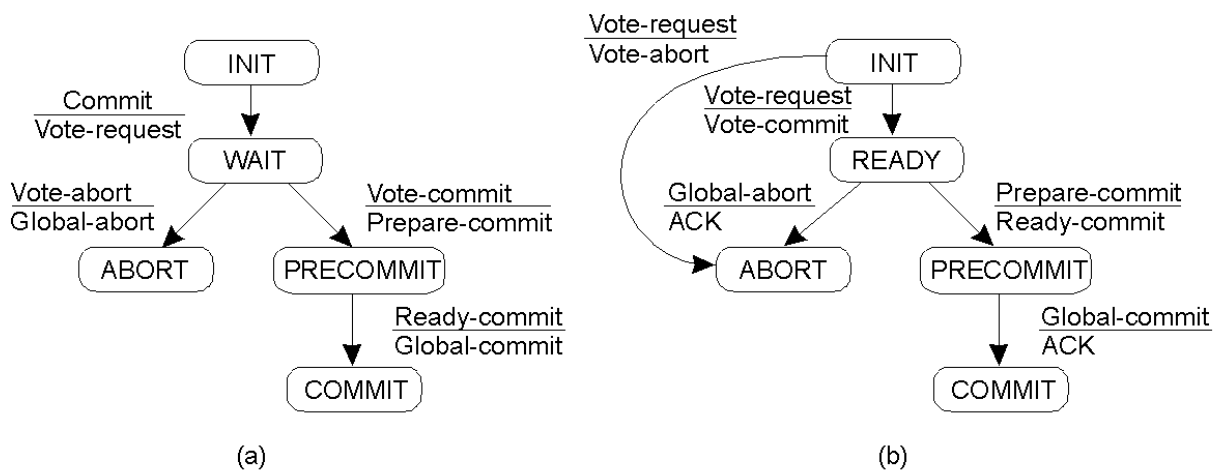 INIT
Commit
Vote-request
WAIT
Vote-abort
Global-abort
Vote-commit
Prepare-commit
ABORT
PRECOMMIT
Ready-commit
Global-commit
COMMIT
(a)
Vote-request
Vote-abort
INIT
Vote-request
Vote-commit
READY
Global-abort
ACK
Prepare-commit
Ready-commit
ABORT
PRECOMMIT
Global-commit
ACK
COMMIT
(b)